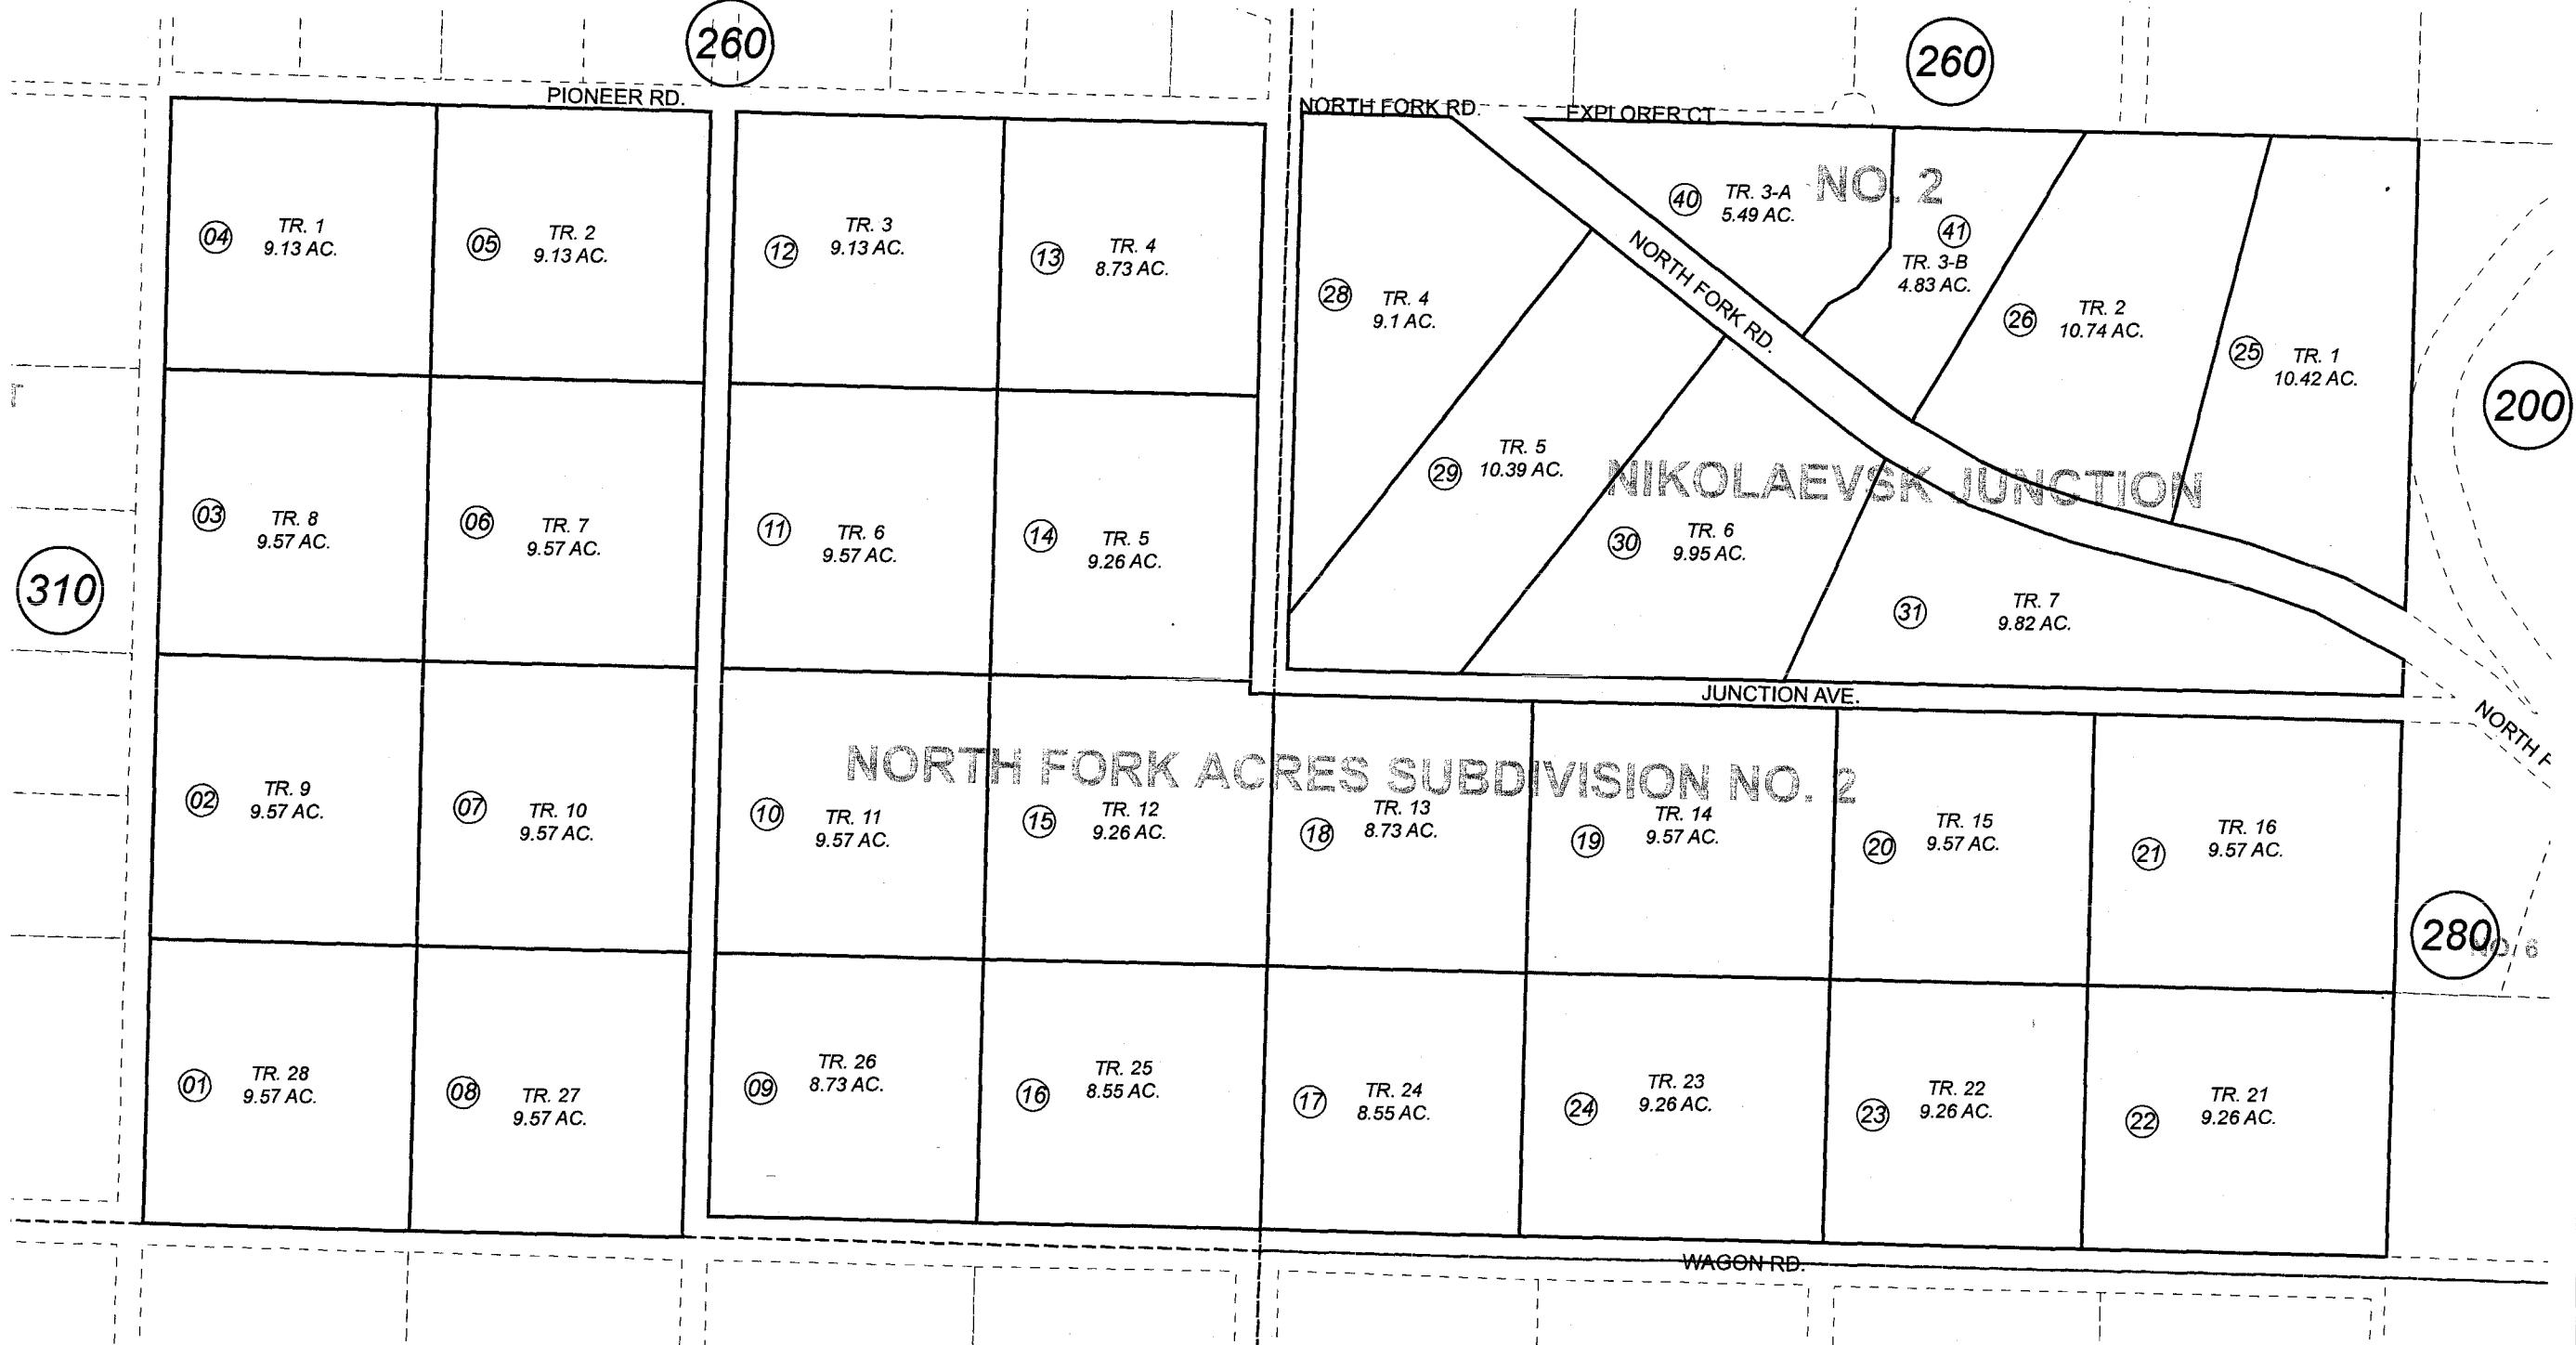 260
260
PIONEER RD.
NORTH FORK RD.
EXPLORER CT
NO. 2
04
TR. 1
9.13 AC.
05
TR. 2
9.13 AC.
12
TR. 3
9.13 AC.
13
TR. 4
8.73 AC.
28
TR. 4
9.1 AC.
40
TR. 3-A
5.49 AC.
41
TR. 3-B
4.83 AC.
NORTH FORK RD.
26
TR. 2
10.74 AC.
25
TR. 1
10.42 AC.
200
T
03
TR. 8
9.57 AC.
06
TR. 7
9.57 AC.
11
TR. 6
9.57 AC.
14
TR. 5
9.26 AC.
29
TR. 5
10.39 AC.
NIKOLAEVSK JUNCTION
30
TR. 6
9.95 AC.
31
TR. 7
9.82 AC.
310
JUNCTION AVE.
NORTH F
NORTH FORK ACRES SUBDIVISION NO. 2
02
TR. 9
9.57 AC.
07
TR. 10
9.57 AC.
10
TR. 11
9.57 AC.
15
TR. 12
9.26 AC.
18
TR. 13
8.73 AC.
19
TR. 14
9.57 AC.
20
TR. 15
9.57 AC.
21
TR. 16
9.57 AC.
280
NO. 6
01
TR. 28
9.57 AC.
08
TR. 27
9.57 AC.
09
TR. 26
8.73 AC.
16
TR. 25
8.55 AC.
17
TR. 24
8.55 AC.
24
TR. 23
9.26 AC.
23
TR. 22
9.26 AC.
22
TR. 21
9.26 AC.
WAGON RD.